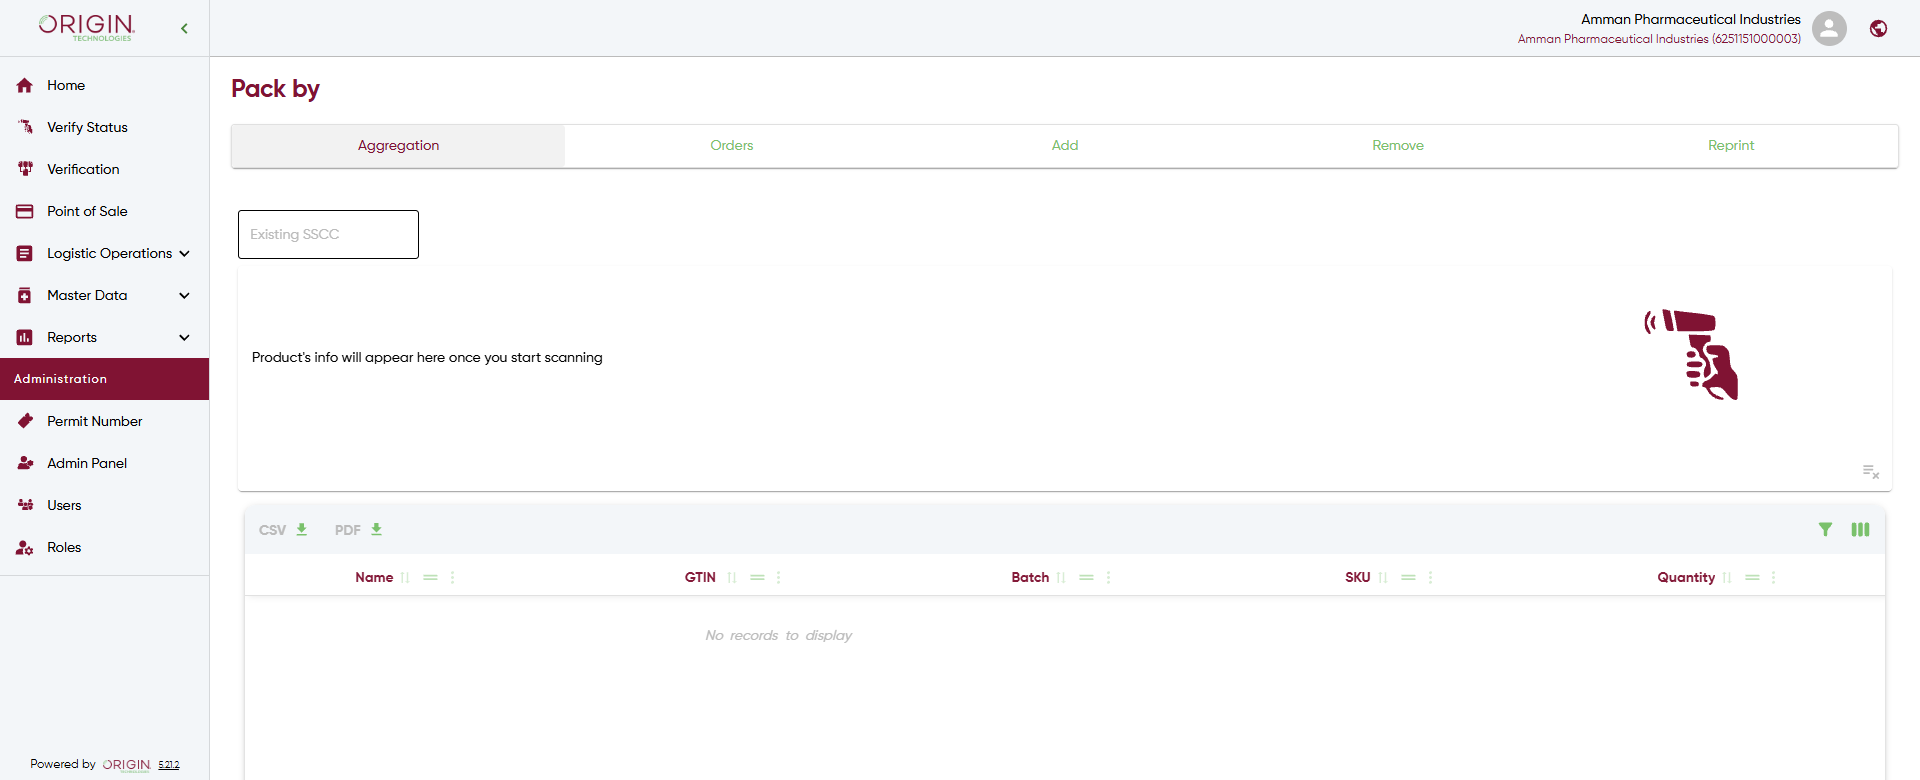 ORIGIN
TECHNOLOGIES
Amman Pharmaceutical Industries
Amman Pharmaceutical Industries (6251151000003)
Home
Verify Status
Verification
Point of Sale
Logistic Operations
Master Data
Reports
Administration
Permit Number
Admin Panel
Users
Roles
Powered by ORIGIN TECHNOLOGIES 5.21.2
Pack by
Aggregation Orders Add Remove Reprint
Existing SSCC
Product's info will appear here once you start scanning
CSV PDF
Name GTIN Batch SKU Quantity
No records to display